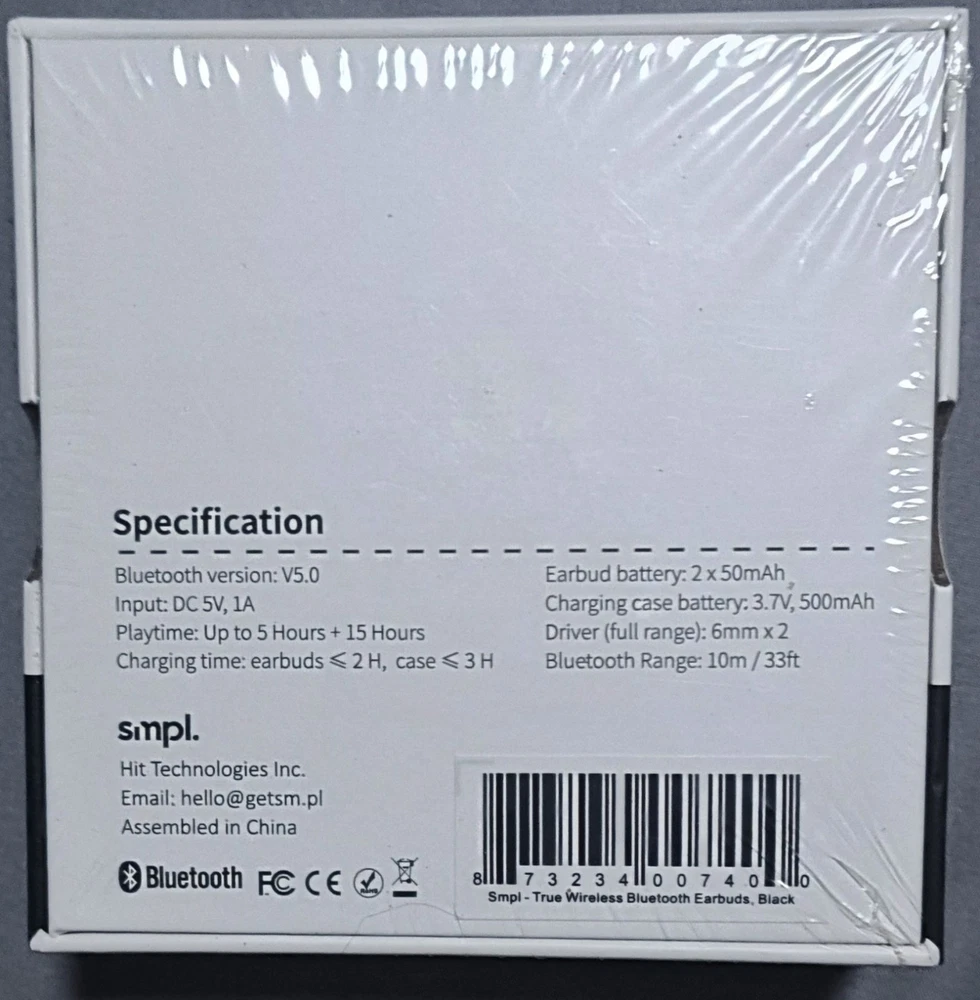 Specification
Bluetooth version: V5.0
Input: DC 5V, 1A
Playtime: Up to 5 Hours + 15 Hours
Charging time: earbuds ⩽ 2 H, case ⩽ 3 H
Earbud battery: 2 x 50mAh
Charging case battery: 3.7V, 500mAh
Driver (full range): 6mm x 2
Bluetooth Range: 10m / 33ft
smpl.
Hit Technologies Inc.
Email: hello@getsm.pl
Assembled in China
Bluetooth FC CE RoHS
8 73234 00740 0
Smpl - True Wireless Bluetooth Earbuds, Black